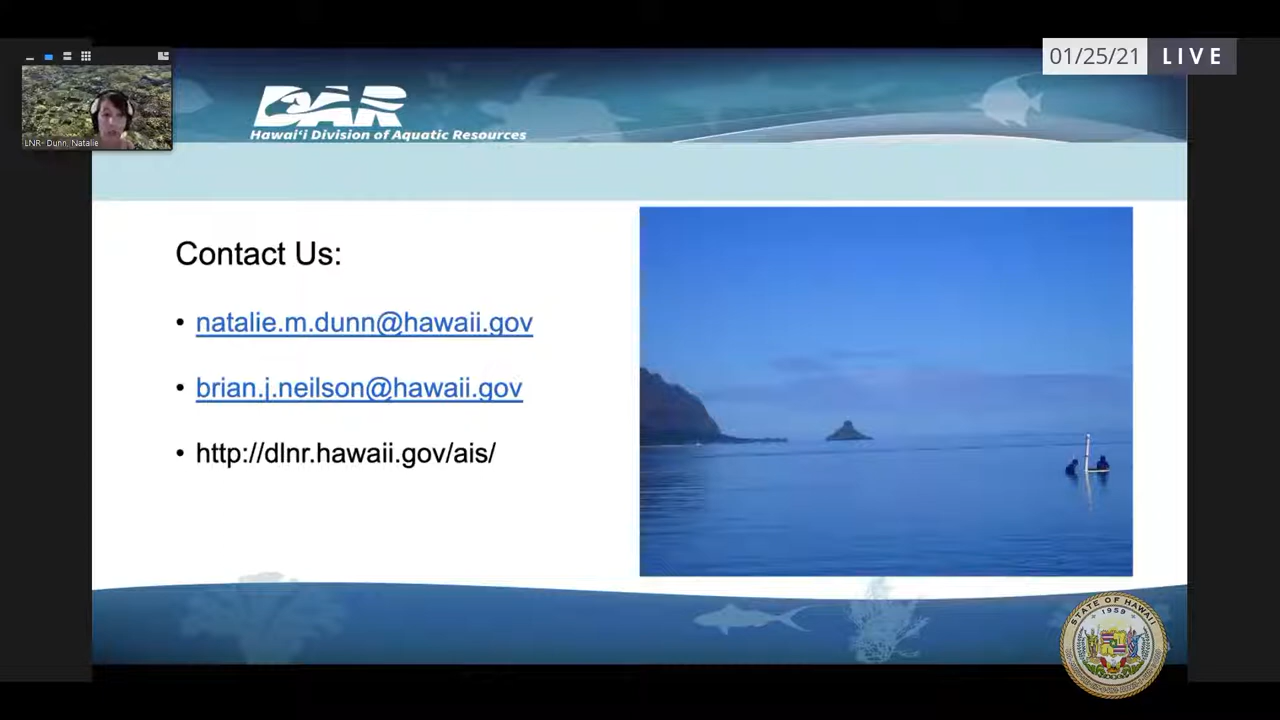 01/25/21 LIVE
DAR
Hawai‘i Division of Aquatic Resources
LNR- Dunn, Natalie
Contact Us:
• natalie.m.dunn@hawaii.gov
• brian.j.neilson@hawaii.gov
• http://dlnr.hawaii.gov/ais/
STATE OF HAWAII
1959